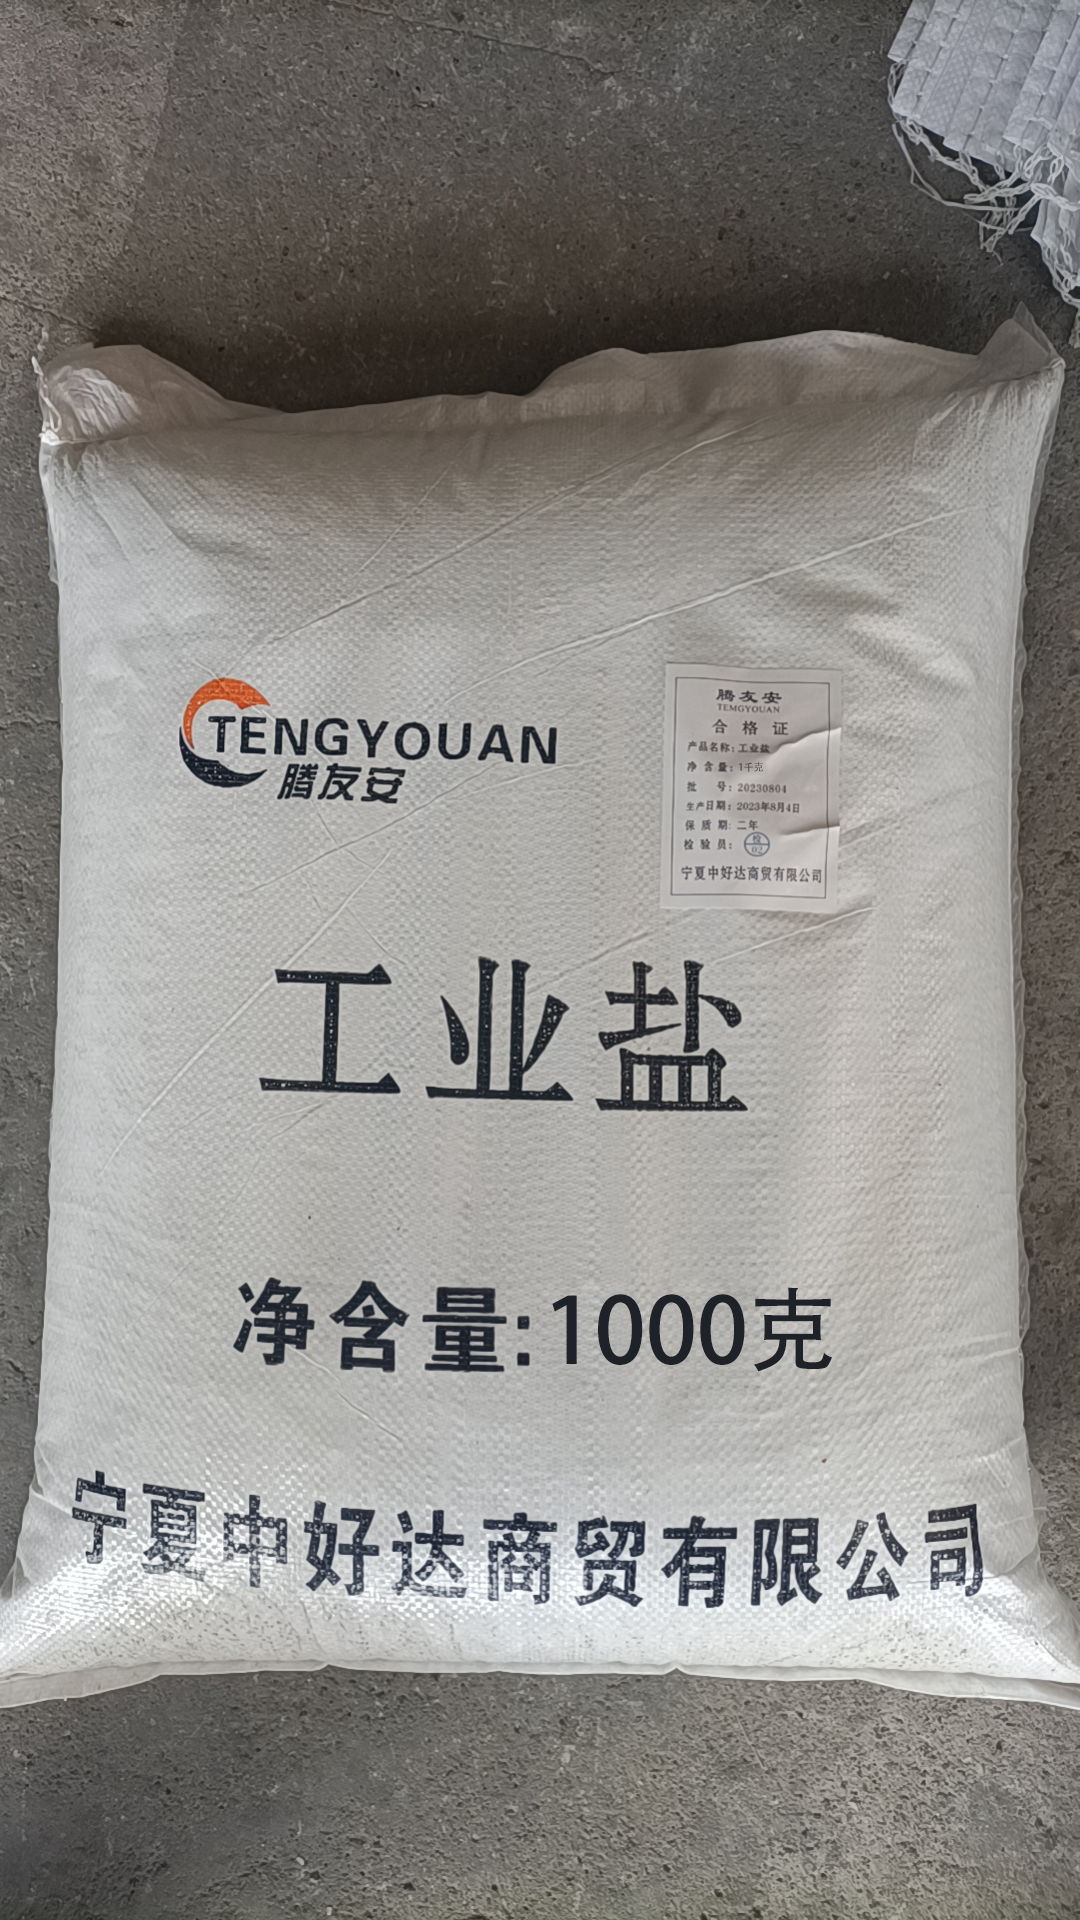 TENGYOUAN
腾友安
腾友安
TEMGYOUAN
合格证
产品名称：工业盐
净含量：1千克
批号：20230804
生产日期：2023年8月4日
保质期：二年
检验员：检02
宁夏中好达商贸有限公司
工业盐
净含量:1000克
宁夏中好达商贸有限公司